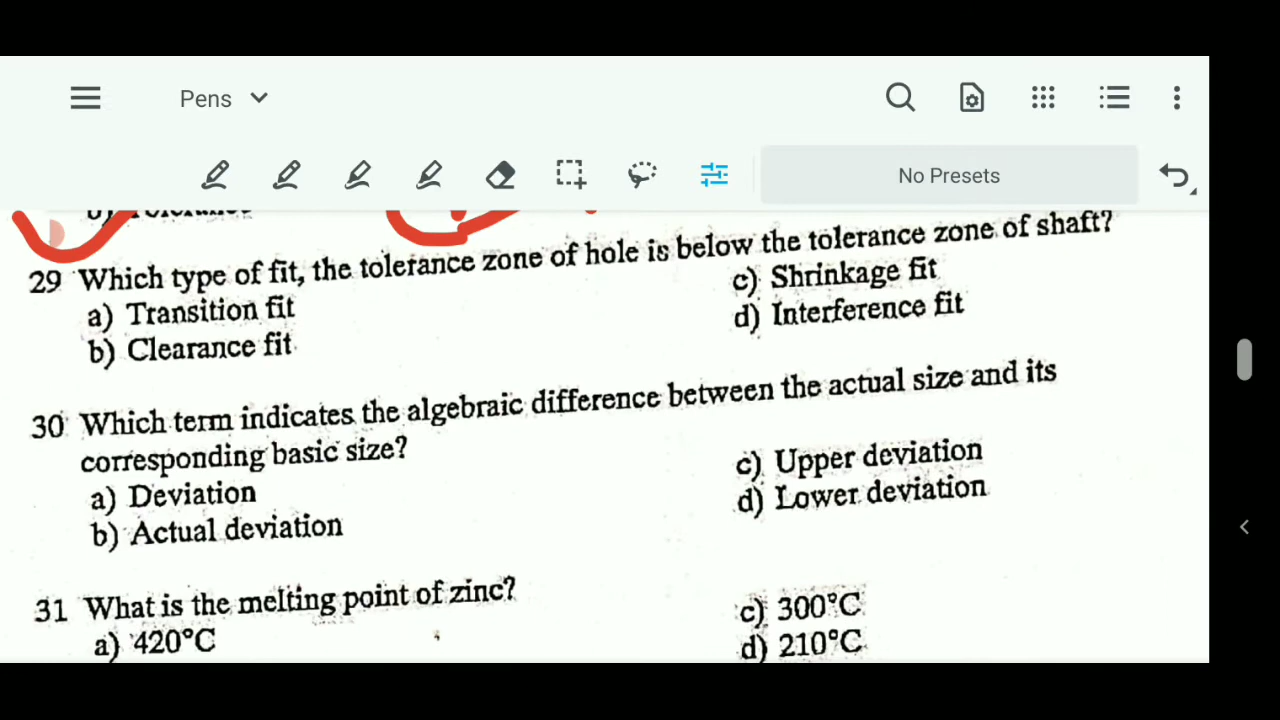 Pens
No Presets
29 Which type of fit, the tolerance zone of hole is below the tolerance zone of shaft?
a) Transition fit
b) Clearance fit
c) Shrinkage fit
d) Interference fit
30 Which term indicates the algebraic difference between the actual size and its
corresponding basic size?
a) Deviation
b) Actual deviation
c) Upper deviation
d) Lower deviation
31 What is the melting point of zinc?
a) 420°C
c) 300°C
d) 210°C